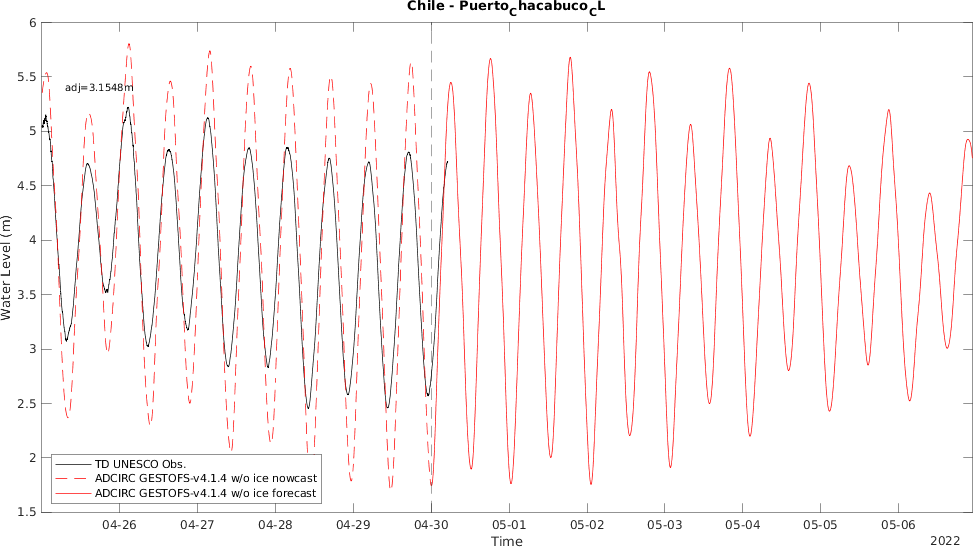 Chile - Puerto_Chacabuco_CL
6
5.5
adj=3.1548m
5
4.5
4
Water Level (m)
3.5
3
2.5
2
1.5
TD UNESCO Obs.
ADCIRC GESTOFS-v4.1.4 w/o ice nowcast
ADCIRC GESTOFS-v4.1.4 w/o ice forecast
04-26 04-27 04-28 04-29 04-30 05-01 05-02 05-03 05-04 05-05 05-06
Time
2022